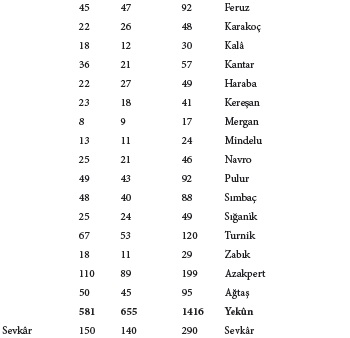 45 47 92 Feruz
22 26 48 Karakoç
18 12 30 Kalâ
36 21 57 Kantar
22 27 49 Haraba
23 18 41 Kereşan
8 9 17 Mergan
13 11 24 Mindelu
25 21 46 Navro
49 43 92 Pulur
48 40 88 Sımbaç
25 24 49 Sığanik
67 53 120 Turnik
18 11 29 Zabık
110 89 199 Azakpert
50 45 95 Ağtaş
581 655 1416 Yekûn
Sevkâr 150 140 290 Sevkâr